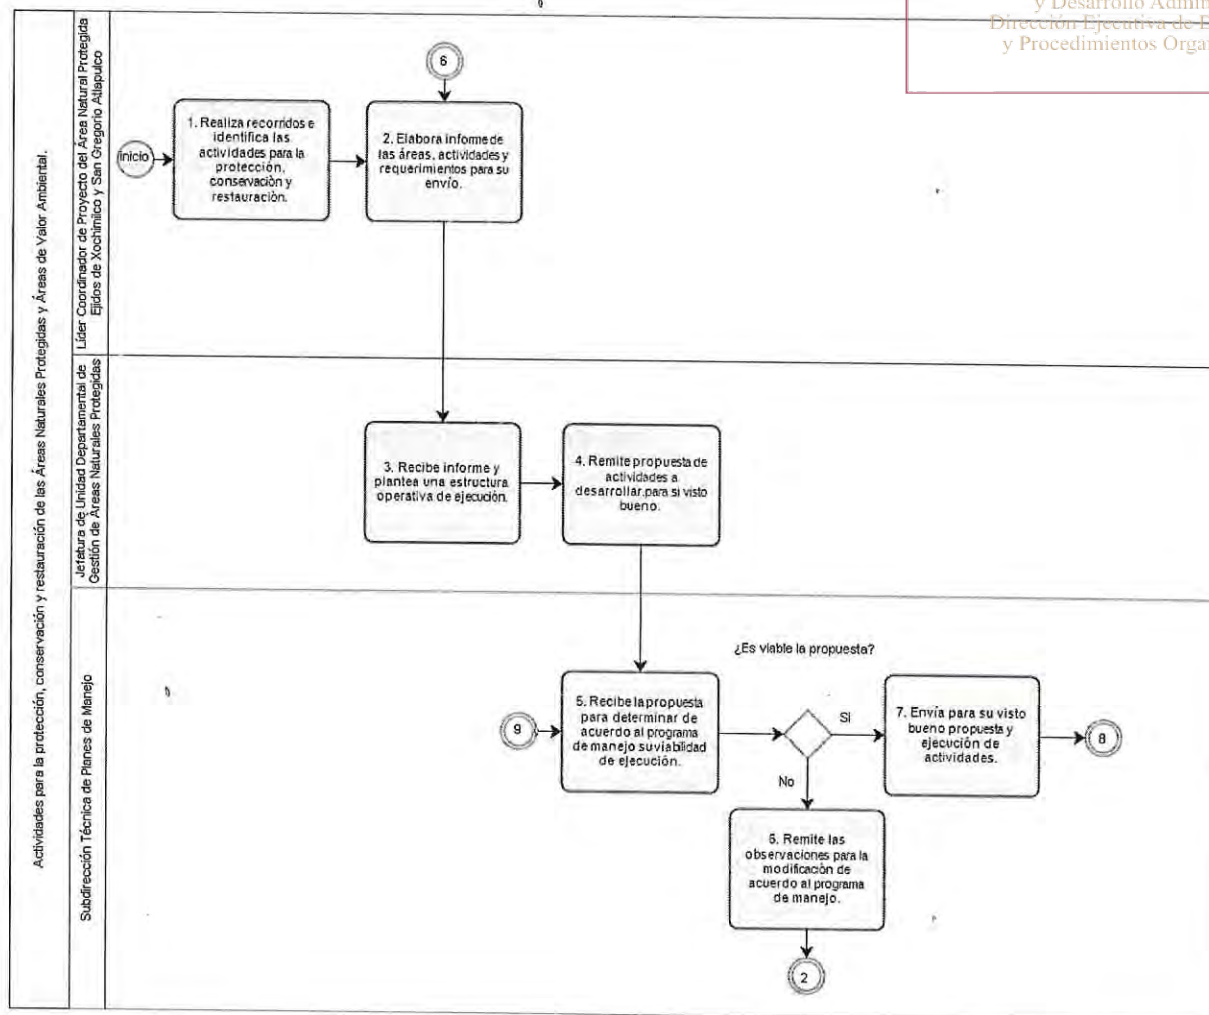 y Desarrollo Admin
Dirección Ejecutiva de D
y Procedimientos Orga
Actividades para la protección, conservación y restauración de las Áreas Naturales Protegidas y Áreas de Valor Ambiental.
Líder Coordinador de Proyecto del Área Natural Protegida
Ejidos de Xochimilco y San Gregorio Atlapulco
6
inicio
1. Realiza recorridos e
identifica las
actividades para la
protección,
conservación y
restauración.
2. Elabora informe de
las áreas, actividades y
requerimientos para su
envío.
Jefatura de Unidad Departamental de
Gestión de Áreas Naturales Protegidas
3. Recibe informe y
plantea una estructura
operativa de ejecución.
4. Remite propuesta de
actividades a
desarrollar,para si visto
bueno.
Subdirección Técnica de Planes de Manejo
¿Es viable la propuesta?
9
5. Recibe la propuesta
para determinar de
acuerdo al programa
de manejo suviabilidad
de ejecución.
Si
7. Envía para su visto
bueno propuesta y
ejecución de
actividades.
8
No
6. Remite las
observaciones para la
modificación de
acuerdo al programa
de manejo.
2